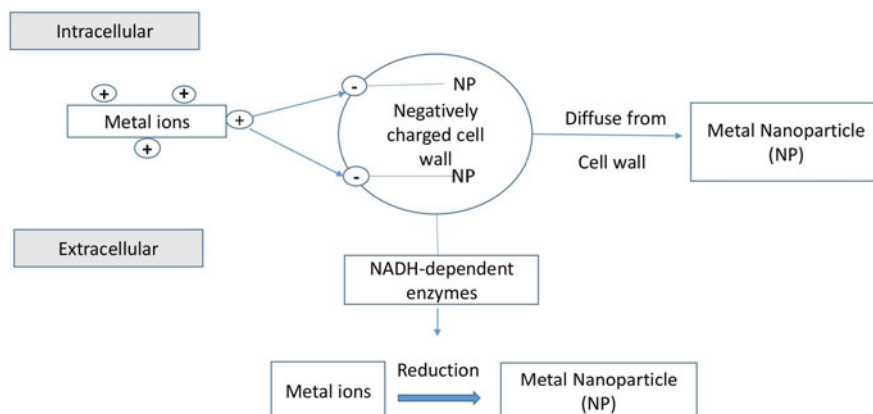 Intracellular
+ +
Metal ions +
+
- NP
Negatively
charged cell
wall
- NP
Diffuse from
Cell wall
Metal Nanoparticle
(NP)
Extracellular
NADH-dependent
enzymes
Metal ions
Reduction
Metal Nanoparticle
(NP)